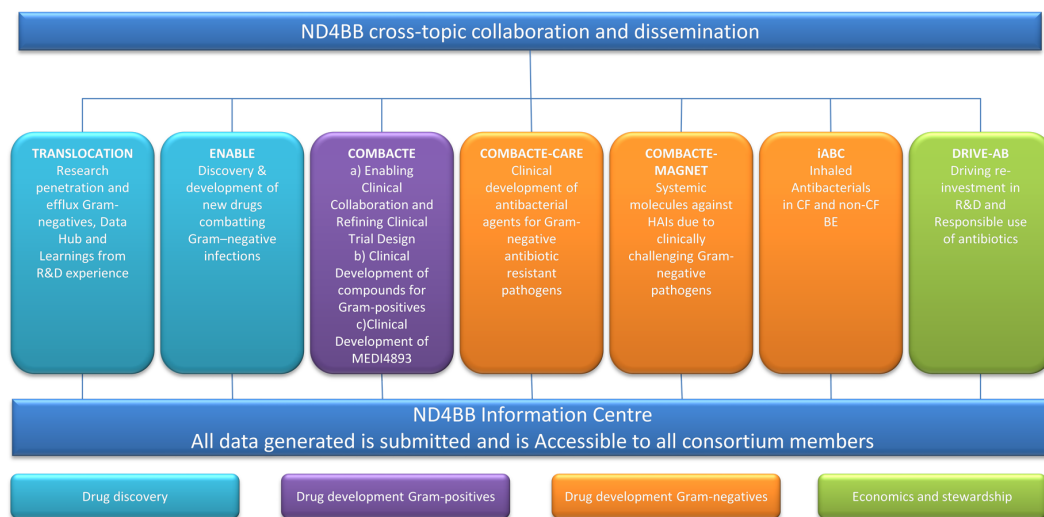 ND4BB cross-topic collaboration and dissemination
TRANSLOCATION
Research
penetration and
efflux Gram-
negatives, Data
Hub and
Learnings from
R&D experience
ENABLE
Discovery &
development of
new drugs
combatting
Gram–negative
infections
COMBACTE
a) Enabling
Clinical
Collaboration and
Refining Clinical
Trial Design
b) Clinical
Development of
compounds for
Gram-positives
c)Clinical
Development of
MEDI4893
COMBACTE-CARE
Clinical
development of
antibacterial
agents for Gram-
negative
antibiotic
resistant
pathogens
COMBACTE-
MAGNET
Systemic
molecules against
HAIs due to
clinically
challenging Gram-
negative
pathogens
iABC
Inhaled
Antibacterials
in CF and non-CF
BE
DRIVE-AB
Driving re-
investment in
R&D and
Responsible use
of antibiotics
ND4BB Information Centre
All data generated is submitted and is Accessible to all consortium members
Drug discovery
Drug development Gram-positives
Drug development Gram-negatives
Economics and stewardship